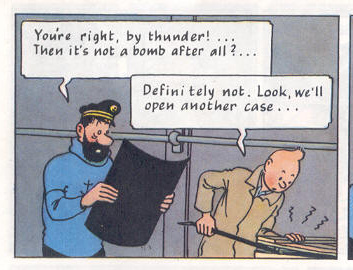 You're right, by thunder! ...
Then it's not a bomb after all?...
Definitely not. Look, we'll
open another case...